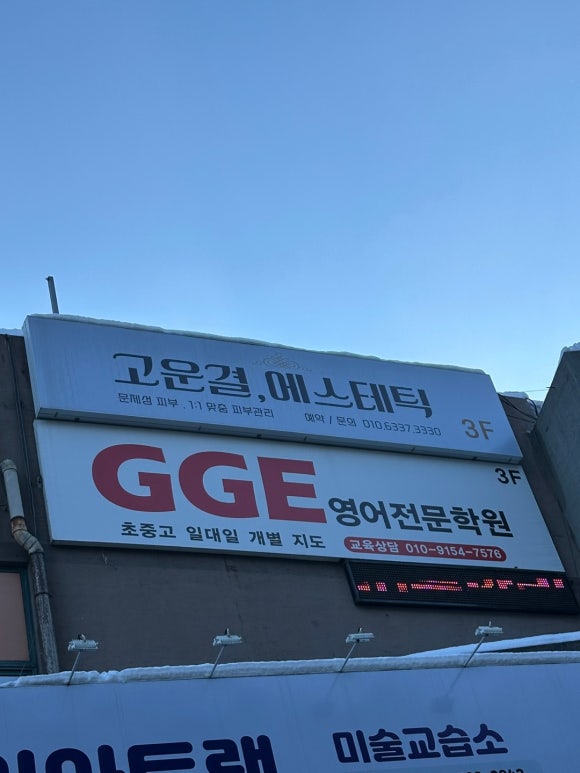 고운결, 에스테틱
문제성 피부 . 1:1 맞춤 피부관리 예약 / 문의 010.6337.3330
3F
3F
GGE 영어전문학원
초중고 일대일 개별 지도 교육상담 010-9154-7576
미술교습소